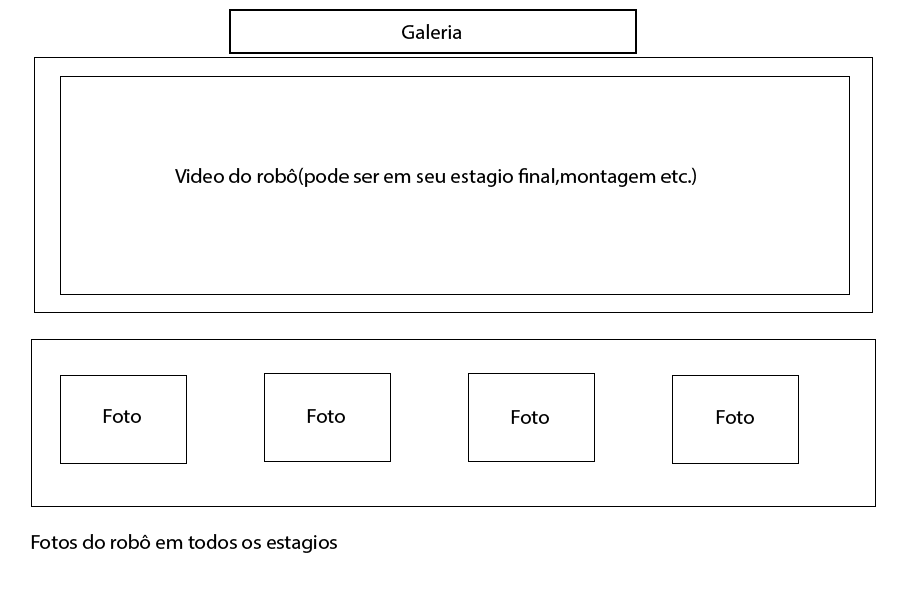 Galeria
Video do robô(pode ser em seu estagio final,montagem etc.)
Foto
Foto
Foto
Foto
Fotos do robô em todos os estagios